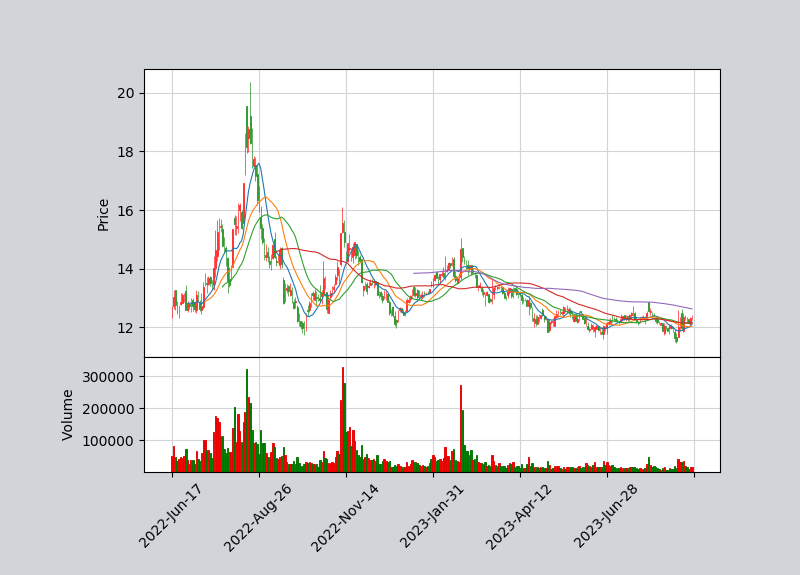 20
18
16
14
12
Price
300000
200000
100000
Volume
2022-Jun-17
2022-Aug-26
2022-Nov-14
2023-Jan-31
2023-Apr-12
2023-Jun-28